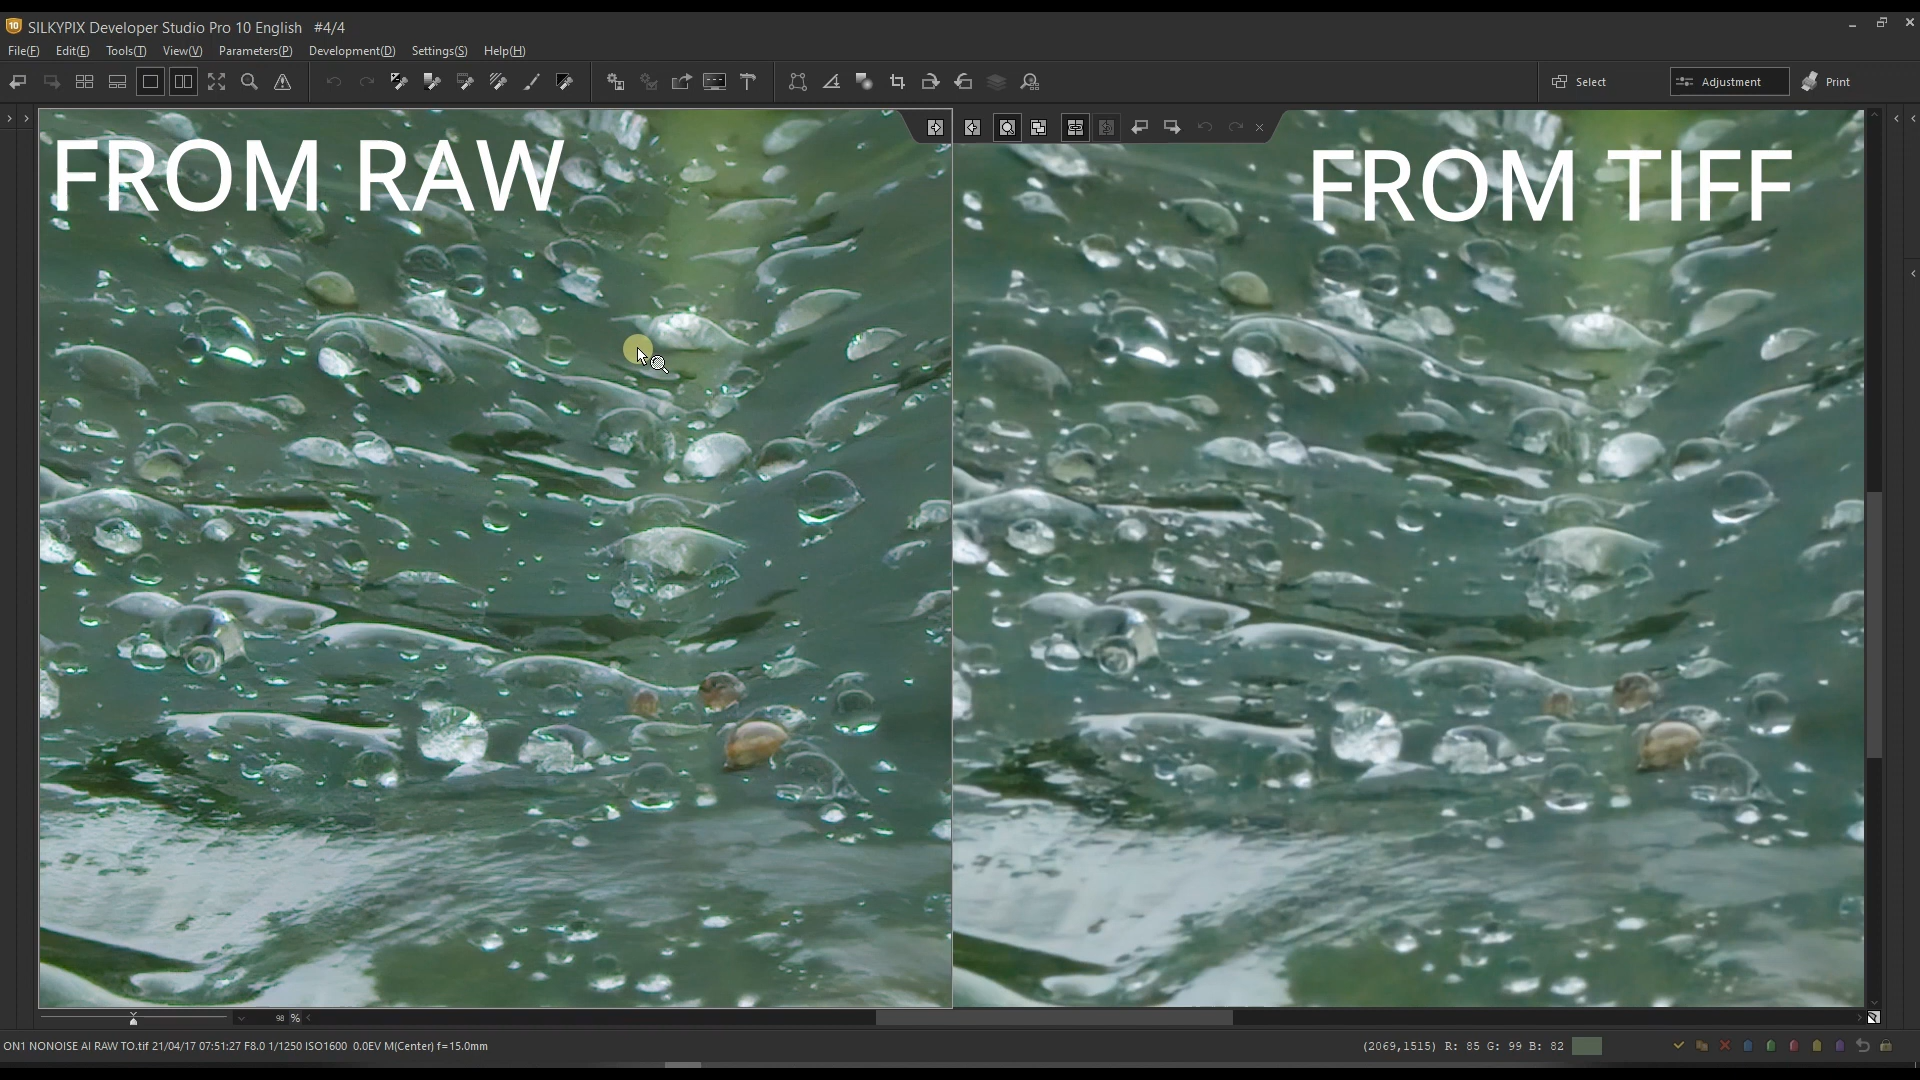 SILKYPIX Developer Studio Pro 10 English #4/4
File(F) Edit(E) Tools(T) View(V) Parameters(P) Development(D) Settings(S) Help(H)
Select Adjustment Print
FROM RAW
FROM TIFF
98 %
ON1 NONOISE AI RAW TO.tif 21/04/17 07:51:27 F8.0 1/1250 ISO1600 0.0EV M(Center) f=15.0mm
(2069,1515) R: 85 G: 99 B: 82